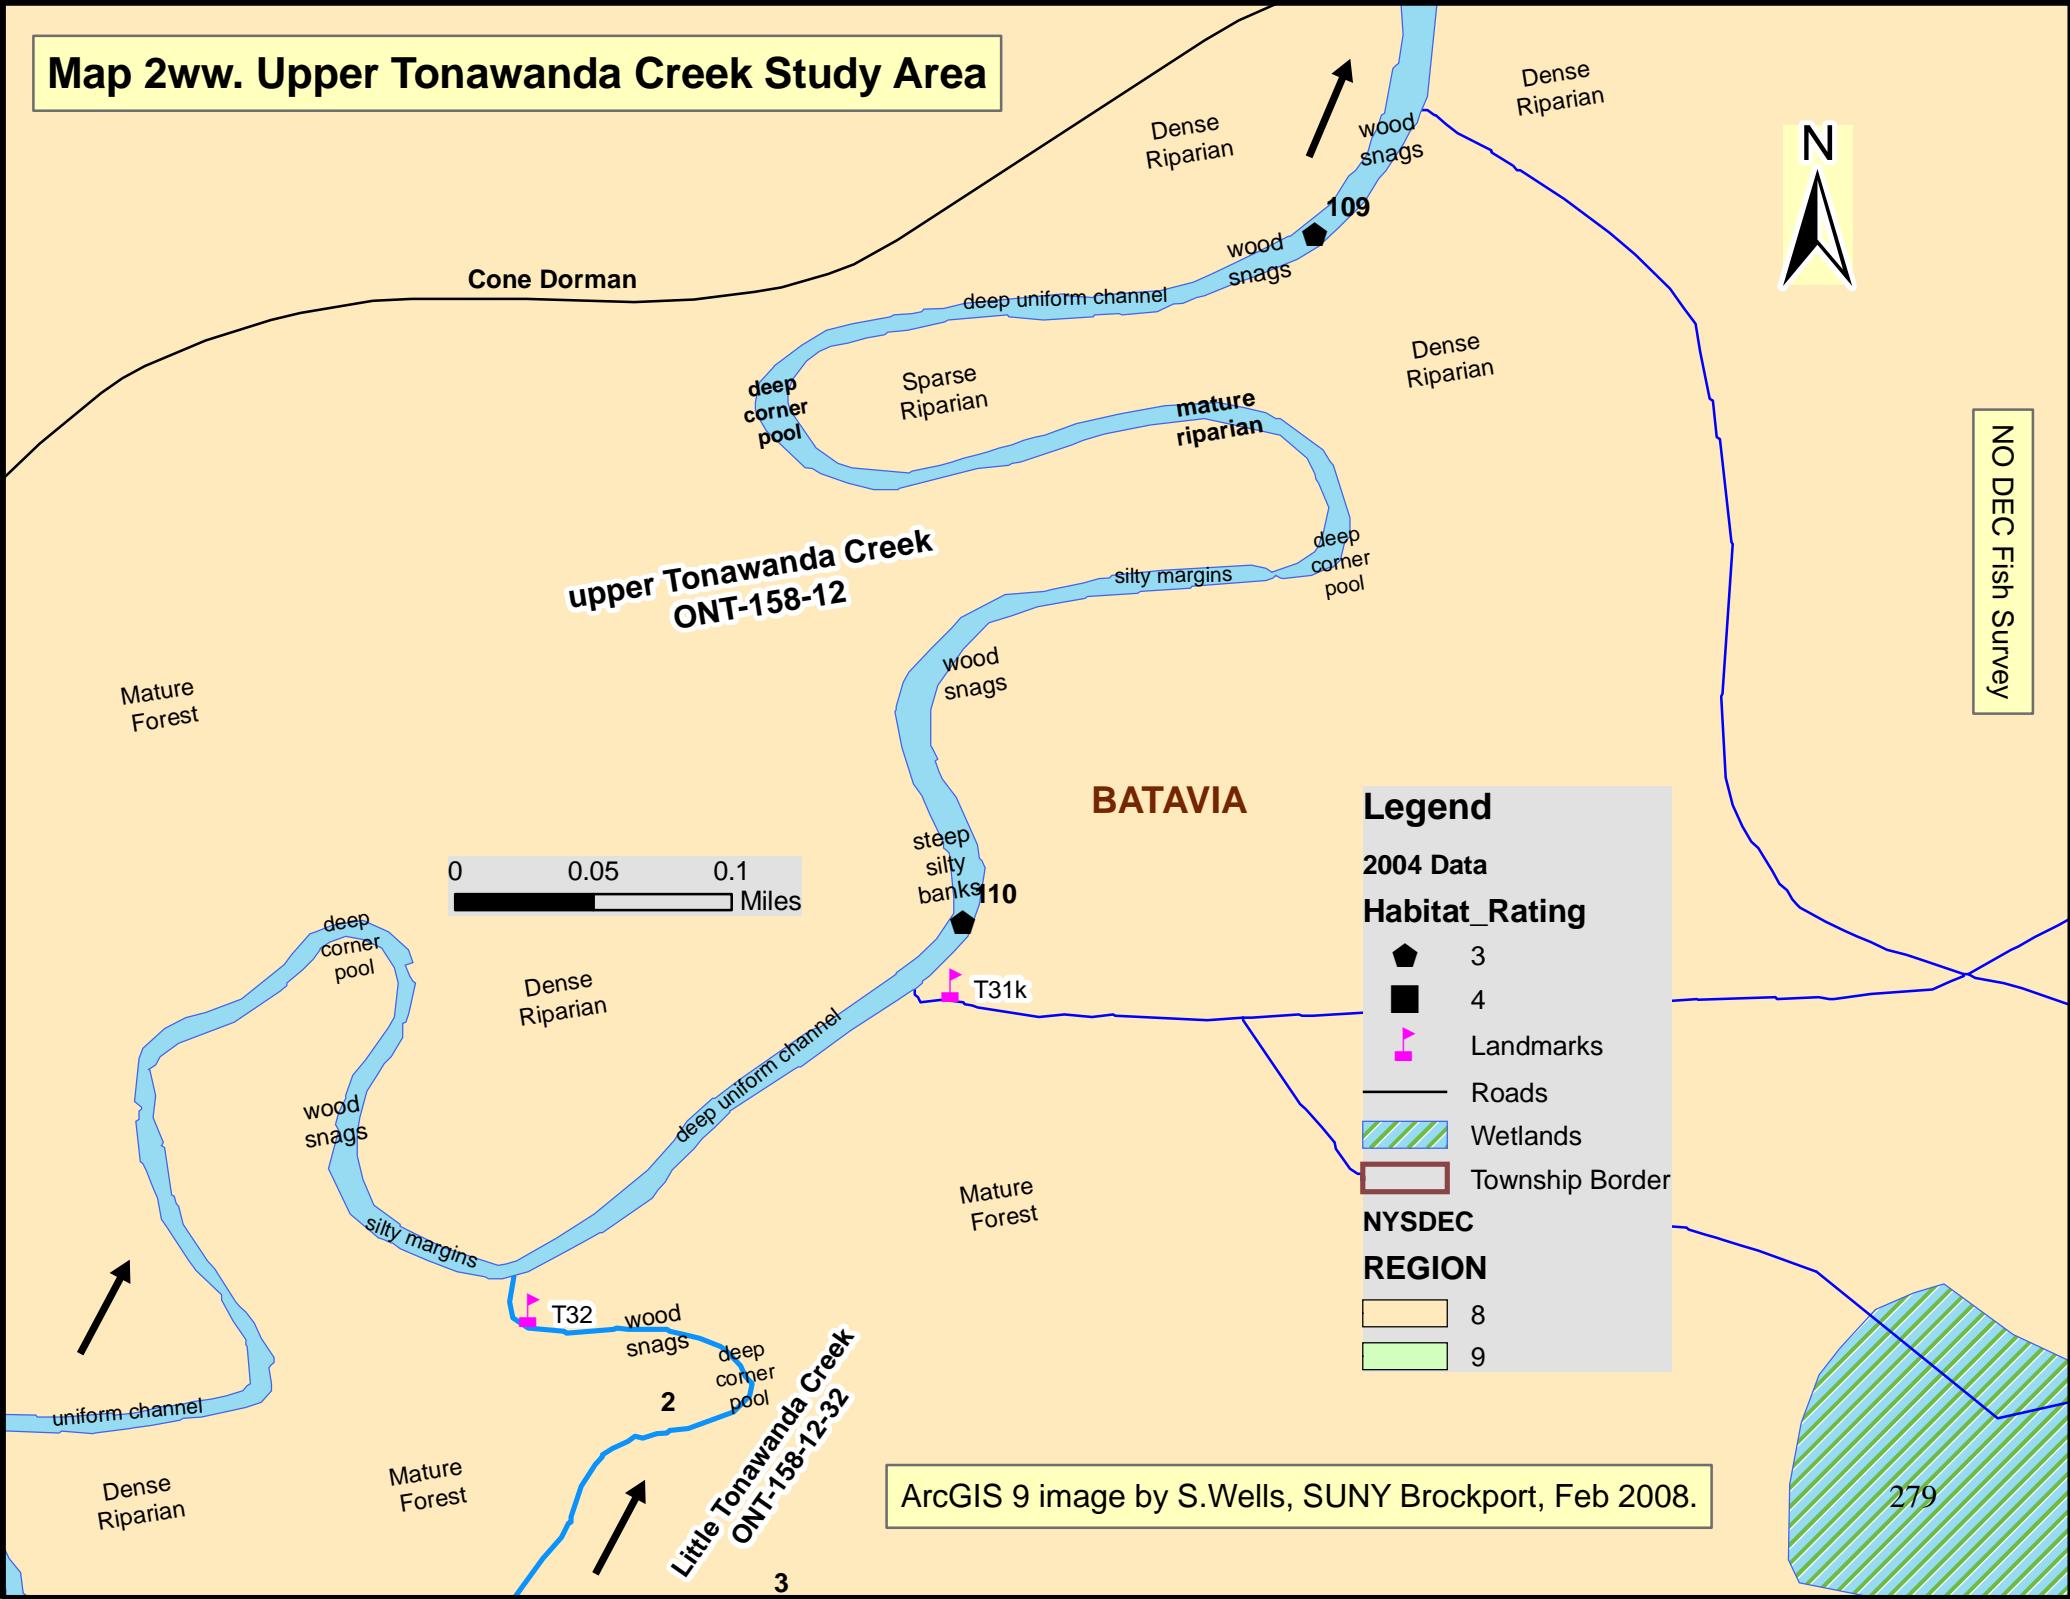 Map 2ww. Upper Tonawanda Creek Study Area
Dense
Riparian
Dense
Riparian
wood
snags
N
109
wood
snags
Cone Dorman
deep uniform channel
deep
corner
pool
Sparse
Riparian
Dense
Riparian
mature
riparian
NO DEC Fish Survey
upper Tonawanda Creek
ONT-158-12
deep
corner
pool
silty margins
wood
snags
Mature
Forest
BATAVIA
steep
silty
banks
110
0 0.05 0.1
Miles
deep
corner
pool
Dense
Riparian
T31k
deep uniform channel
wood
snags
silty margins
Mature
Forest
Legend
2004 Data
Habitat_Rating
3
4
Landmarks
Roads
Wetlands
Township Border
NYSDEC
REGION
8
9
T32
wood
snags
deep
corner
pool
2
uniform channel
Little Tonawanda Creek
ONT-158-12-32
Dense
Riparian
Mature
Forest
3
ArcGIS 9 image by S.Wells, SUNY Brockport, Feb 2008.
279